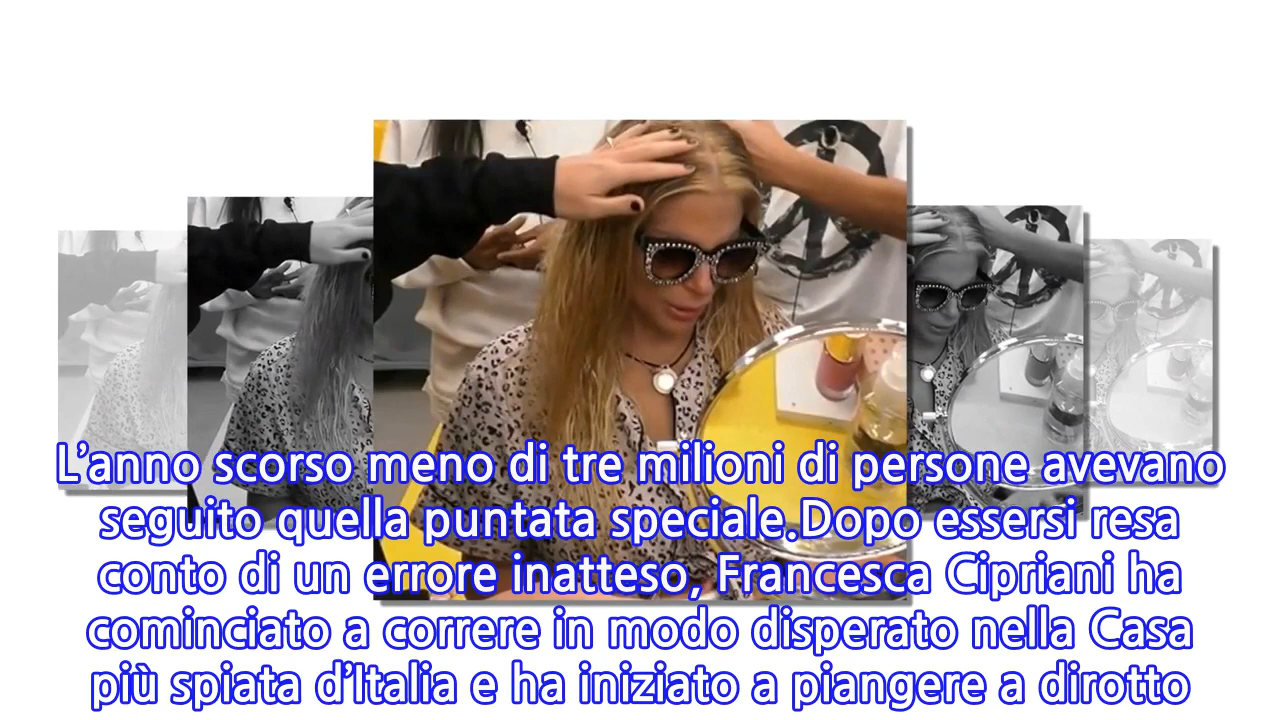 L'anno scorso meno di tre milioni di persone avevano
seguito quella puntata speciale.Dopo essersi resa
conto di un errore inatteso, Francesca Cipriani ha
cominciato a correre in modo disperato nella Casa
più spiata d'Italia e ha iniziato a piangere a dirotto